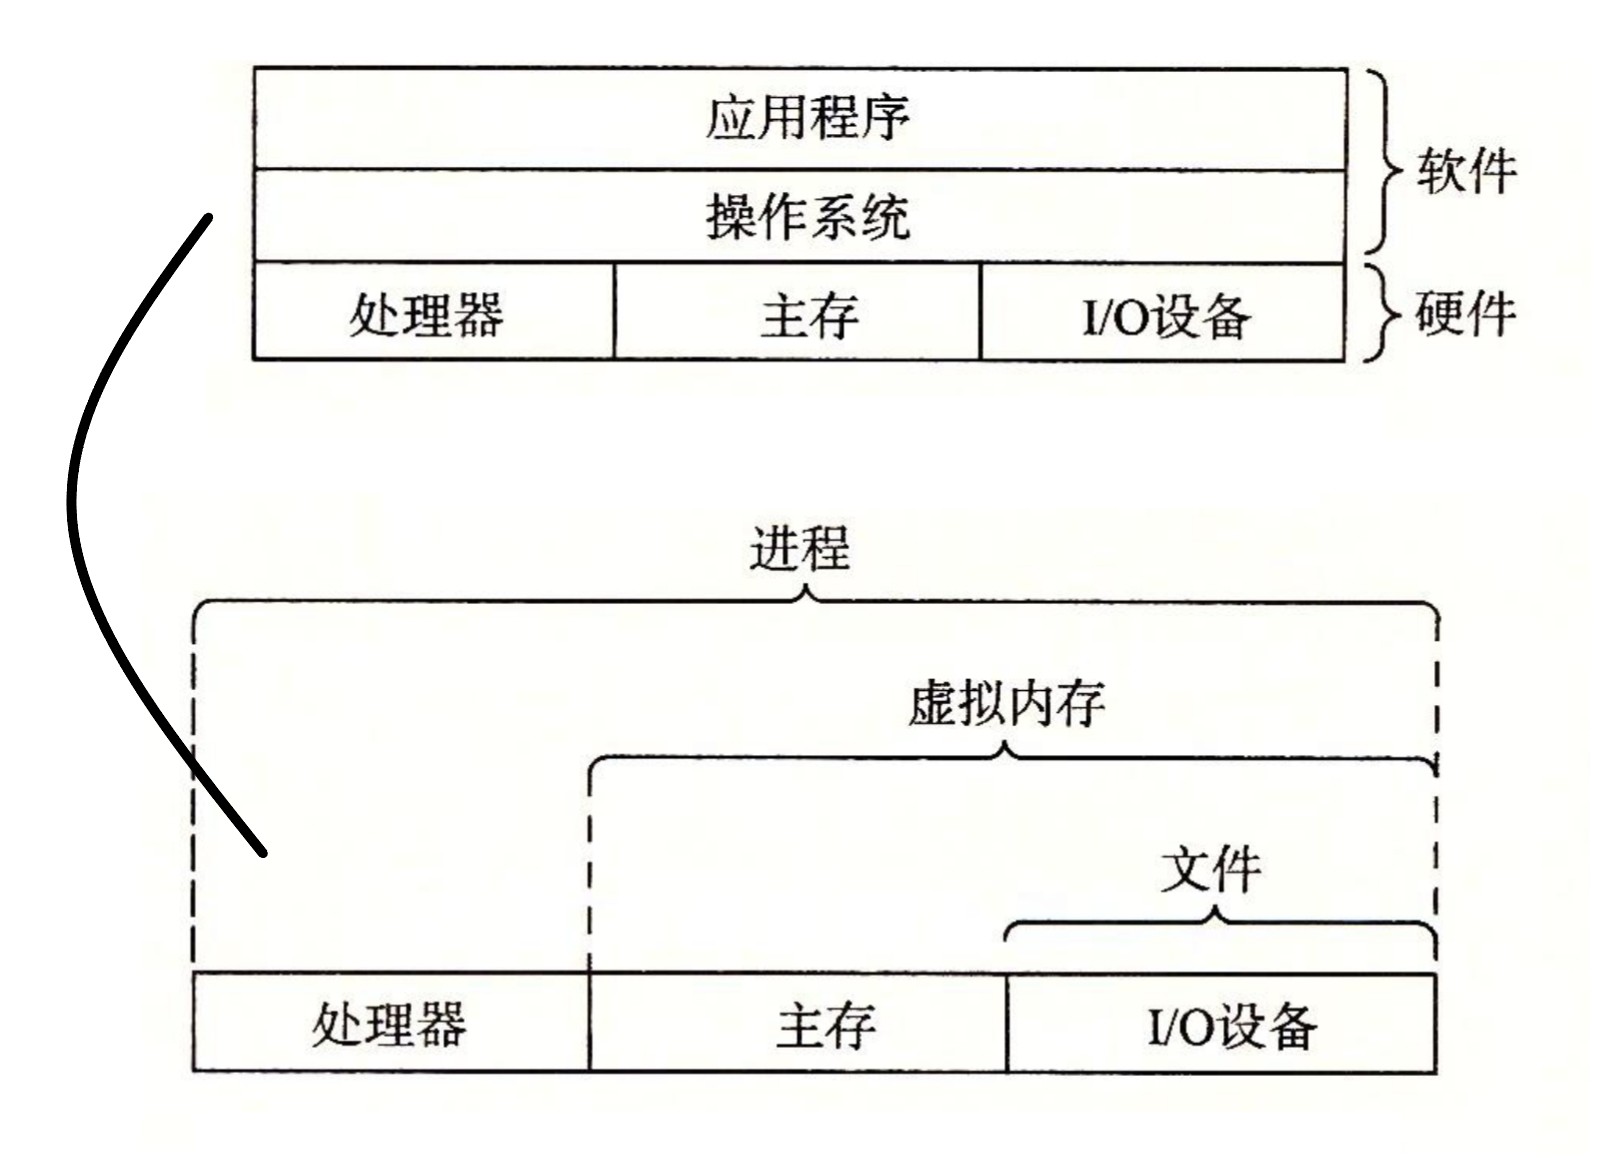 应用程序
操作系统
软件
处理器 主存 I/O设备
硬件
进程
虚拟内存
文件
处理器 主存 I/O设备